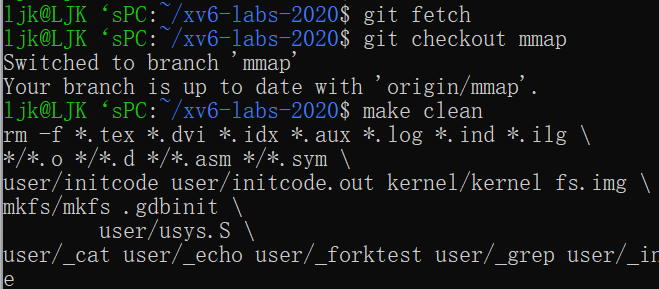 ljk@LJK ‘sPC:~/xv6-labs-2020$ git fetch
ljk@LJK ‘sPC:~/xv6-labs-2020$ git checkout mmap
Switched to branch 'mmap'
Your branch is up to date with 'origin/mmap'.
ljk@LJK ‘sPC:~/xv6-labs-2020$ make clean
rm -f *.tex *.dvi *.idx *.aux *.log *.ind *.ilg \
*/*.o */*.d */*.asm */*.sym \
user/initcode user/initcode.out kernel/kernel fs.img \
mkfs/mkfs .gdbinit \
        user/usys.S \
user/_cat user/_echo user/_forktest user/_grep user/_in
e